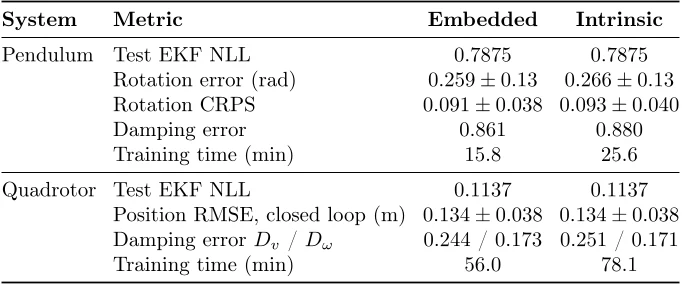 System Metric Embedded Intrinsic
Pendulum Test EKF NLL 0.7875 0.7875
Rotation error (rad) 0.259 ± 0.13 0.266 ± 0.13
Rotation CRPS 0.091 ± 0.038 0.093 ± 0.040
Damping error 0.861 0.880
Training time (min) 15.8 25.6
Quadrotor Test EKF NLL 0.1137 0.1137
Position RMSE, closed loop (m) 0.134 ± 0.038 0.134 ± 0.038
Damping error D_v / D_ω 0.244 / 0.173 0.251 / 0.171
Training time (min) 56.0 78.1